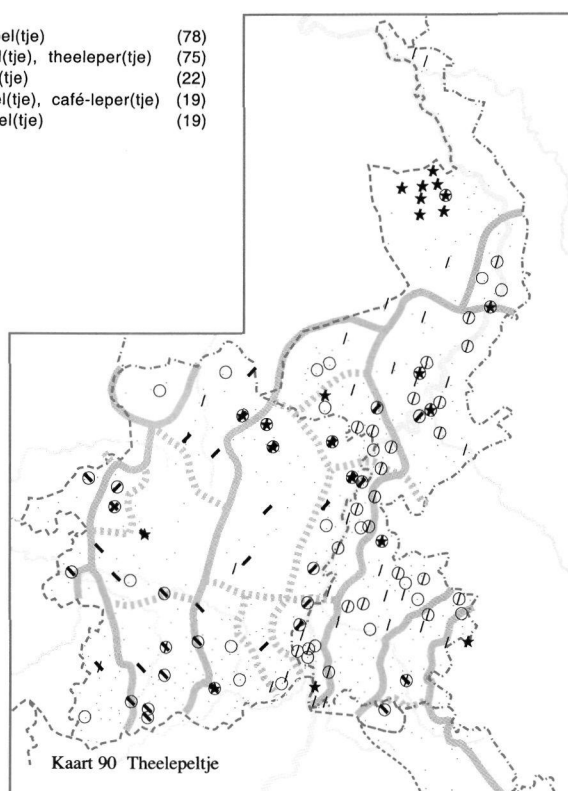 el(tje) (78)
l(tje), theeleper(tje) (75)
(tje) (22)
el(tje), café-leper(tje) (19)
el(tje) (19)
Kaart 90 Theelepeltje